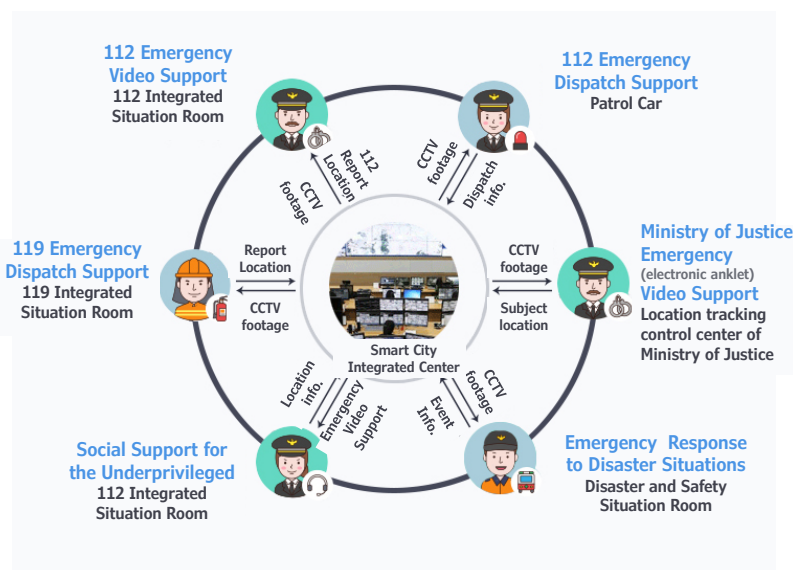 112 Emergency
Video Support
112 Integrated
Situation Room
112 Emergency
Dispatch Support
Patrol Car
112
Report
Location
CCTV
footage
CCTV
footage
Dispatch
info.
119 Emergency
Dispatch Support
119 Integrated
Situation Room
Report
Location
CCTV
footage
CCTV
footage
Subject
location
Ministry of Justice
Emergency
(electronic anklet)
Video Support
Location tracking
control center of
Ministry of Justice
Smart City
Integrated Center
Location
info.
Emergency
Video
Support
CCTV
footage
Event
Info.
Social Support for
the Underprivileged
112 Integrated
Situation Room
Emergency Response
to Disaster Situations
Disaster and Safety
Situation Room